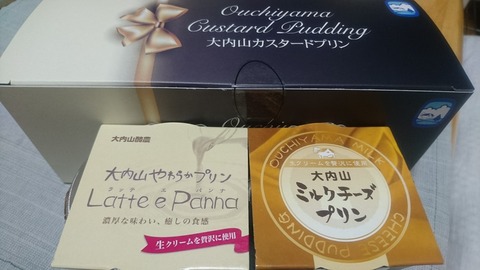 Ouchiyama
Custard Pudding
大内山カスタードプリン
大内山酪農
大内山やわらかプリン
ラッテ エ パンナ
Latte e Panna
濃厚な味わい、癒しの食感
生クリームを贅沢に使用
OUCHIYAMA MILK
生クリームを贅沢に使用
大内山
ミルクチーズ
プリン
CHEESE PUDDING